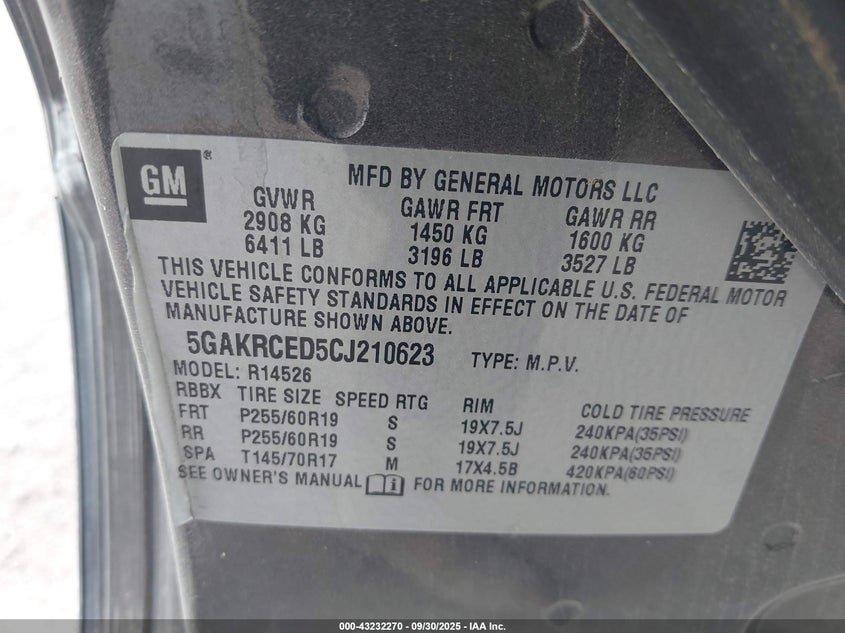 GM®
MFD BY GENERAL MOTORS LLC
GVWR GAWR FRT GAWR RR
2908 KG 1450 KG 1600 KG
6411 LB 3196 LB 3527 LB
THIS VEHICLE CONFORMS TO ALL APPLICABLE U.S. FEDERAL MOTOR
VEHICLE SAFETY STANDARDS IN EFFECT ON THE DATE OF
MANUFACTURE SHOWN ABOVE.
5GAKRCED5CJ210623 TYPE: M.P.V.
MODEL: R14526
RBBX TIRE SIZE SPEED RTG RIM COLD TIRE PRESSURE
FRT P255/60R19 S 19X7.5J 240KPA(35PSI)
RR P255/60R19 S 19X7.5J 240KPA(35PSI)
SPA T145/70R17 M 17X4.5B 420KPA(60PSI)
SEE OWNER'S MANUAL i FOR MORE INFORMATION.
000-43232270 - 09/30/2025 - IAA Inc.